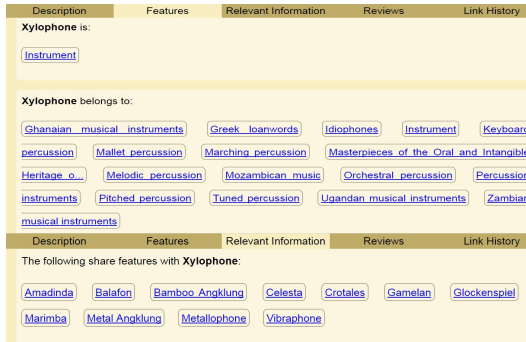 Description Features Relevant Information Reviews Link History
Xylophone is:
Instrument
Xylophone belongs to:
Ghanaian musical instruments Greek loanwords Idiophones Instrument Keyboard
percussion Mallet percussion Marching percussion Masterpieces of the Oral and Intangible
Heritage o... Melodic percussion Mozambican music Orchestral percussion Percussion
instruments Pitched percussion Tuned percussion Ugandan musical instruments Zambian
musical instruments
Description Features Relevant Information Reviews Link History
The following share features with Xylophone:
Amadinda Balafon Bamboo Angklung Celesta Crotales Gamelan Glockenspiel
Marimba Metal Angklung Metallophone Vibraphone